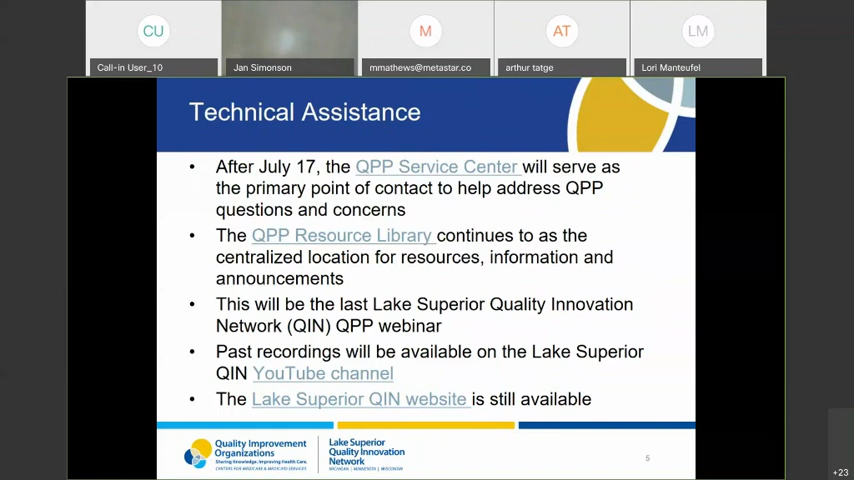 CU
M
AT
LM
Call-in User_10
Jan Simonson
mmathews@metastar.co
arthur tatge
Lori Manteufel
Technical Assistance
• After July 17, the QPP Service Center will serve as
the primary point of contact to help address QPP
questions and concerns
• The QPP Resource Library continues to as the
centralized location for resources, information and
announcements
• This will be the last Lake Superior Quality Innovation
Network (QIN) QPP webinar
• Past recordings will be available on the Lake Superior
QIN YouTube channel
• The Lake Superior QIN website is still available
Quality Improvement
Organizations
Sharing Knowledge. Improving Health Care.
CENTERS FOR MEDICARE & MEDICAID SERVICES
Lake Superior
Quality Innovation
Network
MICHIGAN | MINNESOTA | WISCONSIN
5
+23